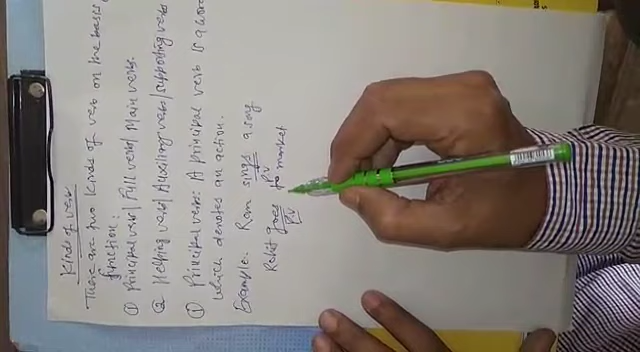 Kinds of verb
There are two kinds of verb on the basis
function:
① Principal verb/Full verb/Main verb.
② Helping verb/Auxiliary verb/supporting verb
① Principal verb: A principal verb is a word
which denotes an action.
Example: Ram sings a song
PV
Rohit goes to market
PV